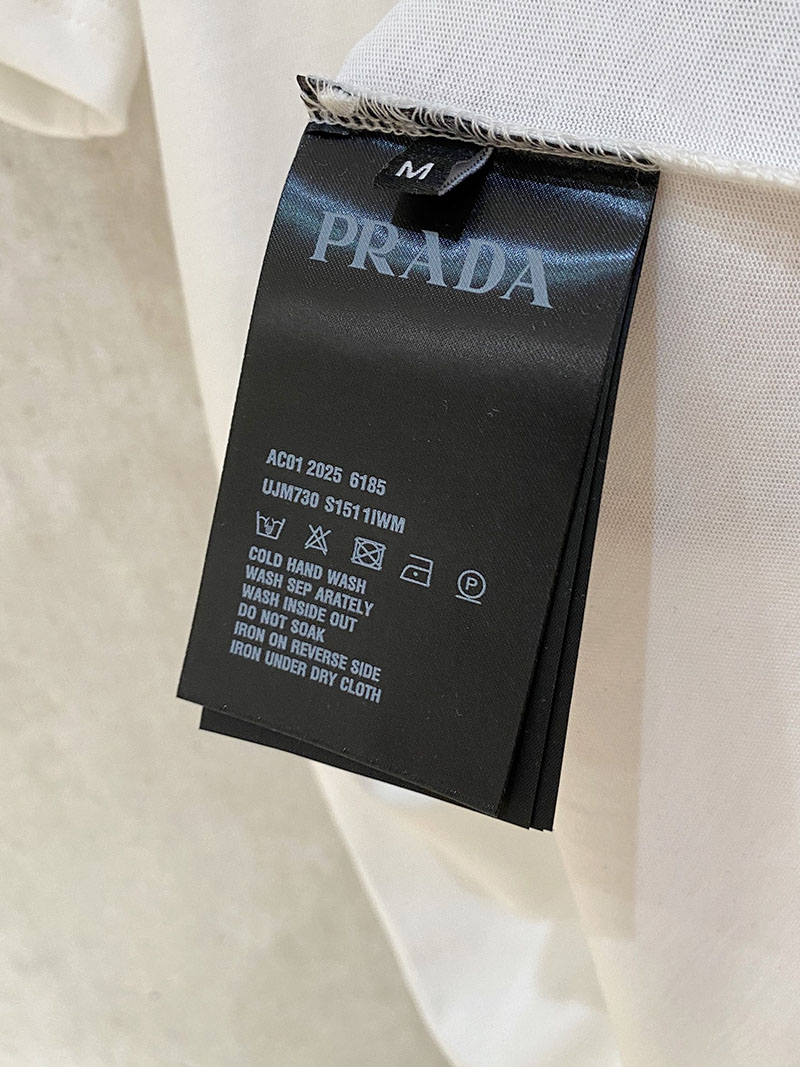 M
PRADA
AC01 2025 6185
UJM730 S1511IWM
P
COLD HAND WASH
WASH SEP ARATELY
WASH INSIDE OUT
DO NOT SOAK
IRON ON REVERSE SIDE
IRON UNDER DRY CLOTH